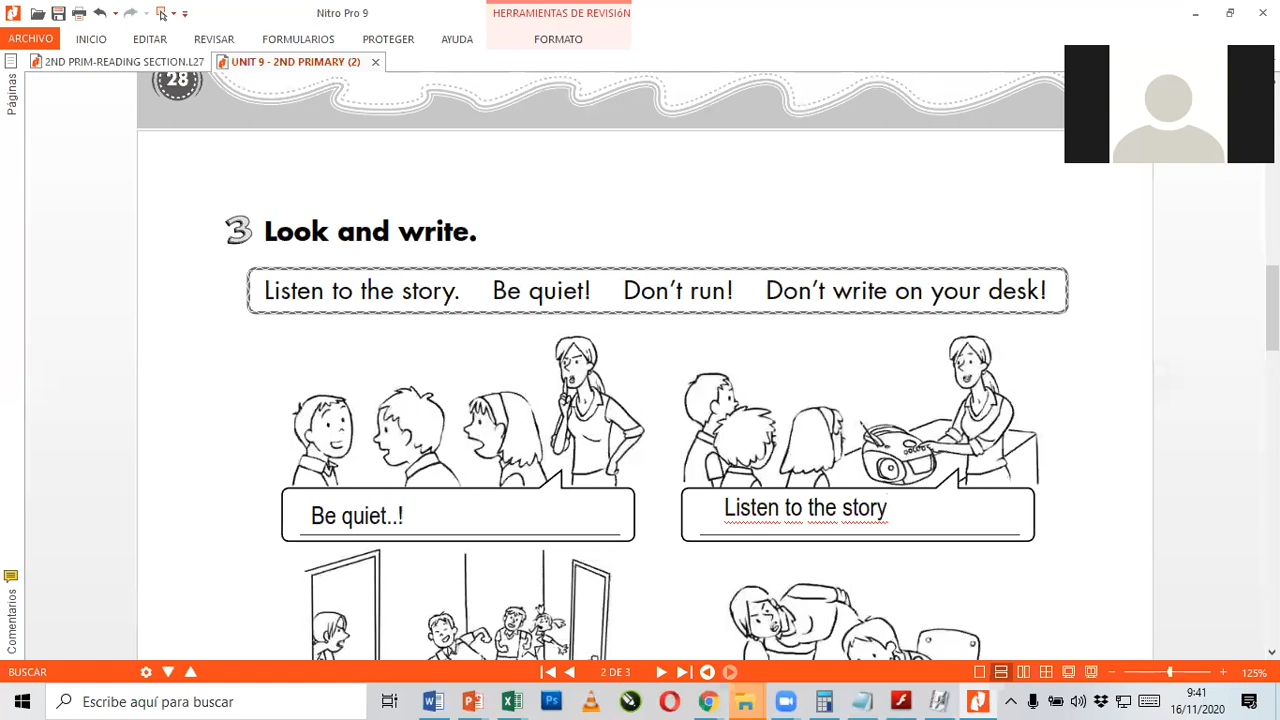 Nitro Pro 9
HERRAMIENTAS DE REVISIóN
ARCHIVO INICIO EDITAR REVISAR FORMULARIOS PROTEGER AYUDA FORMATO
2ND PRIM-READING SECTION.L27 UNIT 9 - 2ND PRIMARY (2)
Páginas
28
3 Look and write.
Listen to the story. Be quiet! Don't run! Don't write on your desk!
Be quiet..!
Listen to the story
Comentarios
BUSCAR
2 DE 3
125%
Escribe aquí para buscar
9:41
16/11/2020